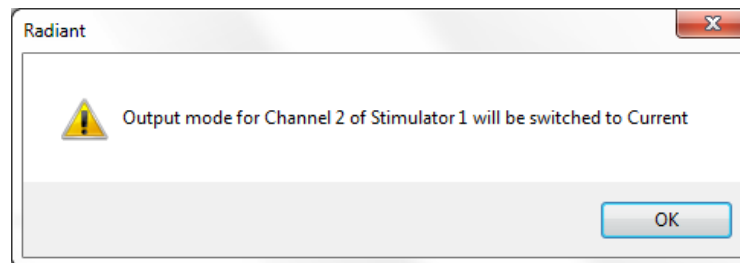 Radiant
Output mode for Channel 2 of Stimulator 1 will be switched to Current
OK